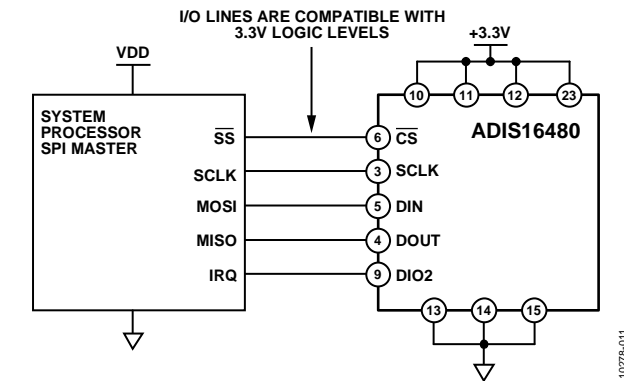 I/O LINES ARE COMPATIBLE WITH
3.3V LOGIC LEVELS
VDD
+3.3V
10
11
12
23
SYSTEM
PROCESSOR
SPI MASTER
ADIS16480
SS
6
CS
SCLK
3
SCLK
MOSI
5
DIN
MISO
4
DOUT
IRQ
9
DIO2
13
14
15
10278-011